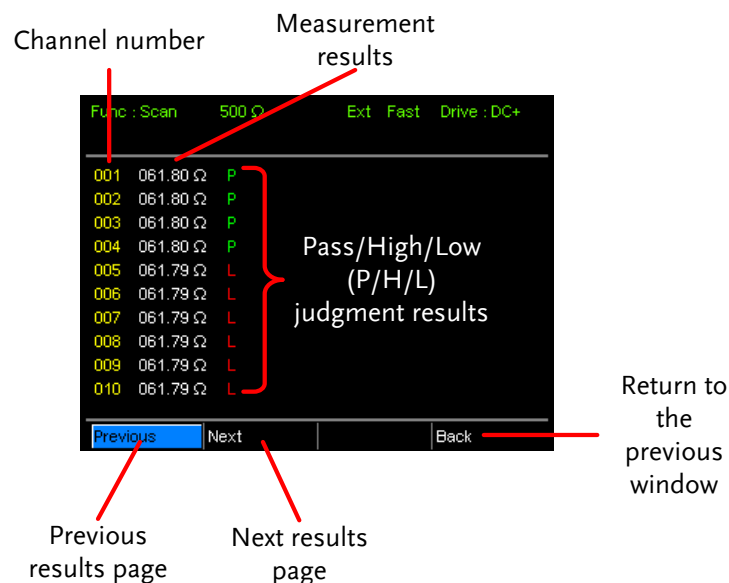 Channel number
Measurement
results
Func : Scan 500 Ω Ext Fast Drive : DC+
001 061.80 Ω P
002 061.80 Ω P
003 061.80 Ω P
004 061.80 Ω P
005 061.79 Ω L
006 061.79 Ω L
007 061.79 Ω L
008 061.79 Ω L
009 061.79 Ω L
010 061.79 Ω L
Pass/High/Low
(P/H/L)
judgment results
Previous Next Back
Return to
the
previous
window
Previous
results page
Next results
page